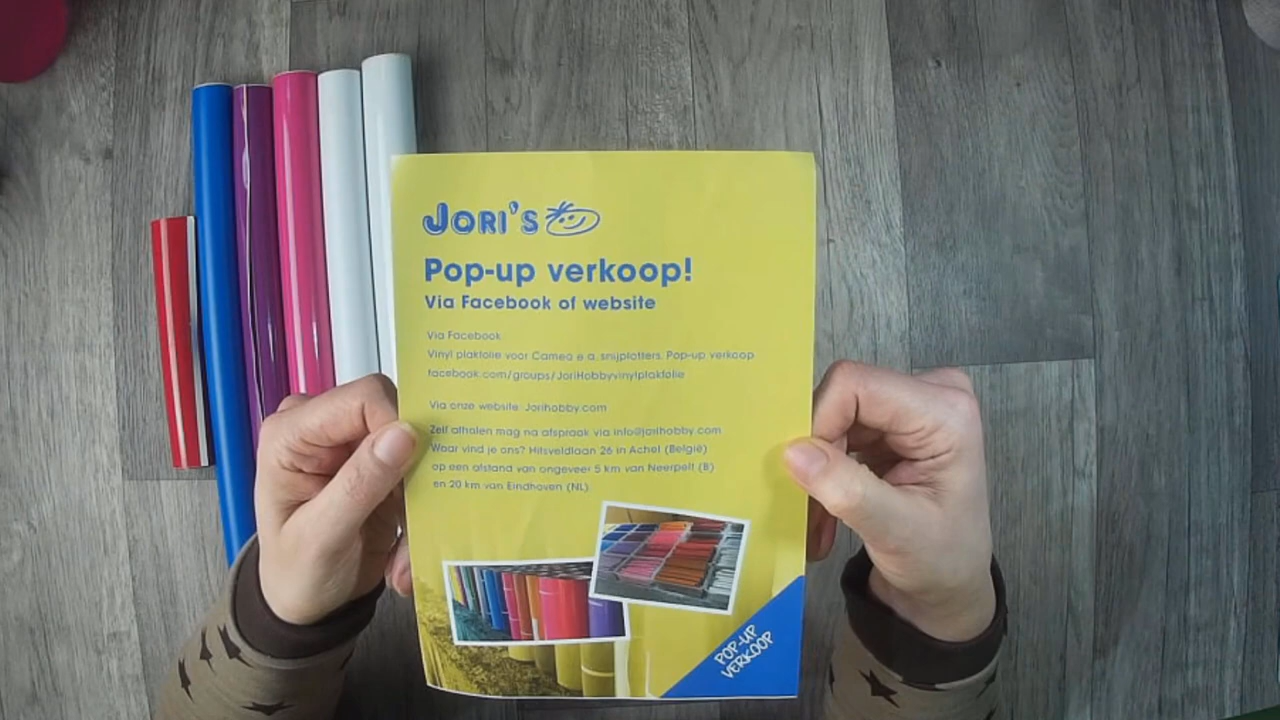 JORI'S
Pop-up verkoop!
Via Facebook of website
Via Facebook:
Vinyl plakfolie voor Cameo e.a. snijplotters. Pop-up verkoop
facebook.com/groups/JoriHobbyvinylplakfolie
Via onze website: Jorihobby.com
Zelf afhalen mag na afspraak via info@jorihobby.com
Waar vind je ons? Hitsveldlaan 26 in Achel (België)
op een afstand van ongeveer 5 km van Neerpelt (B)
en 20 km van Eindhoven (NL).
POP-UP
VERKOOP